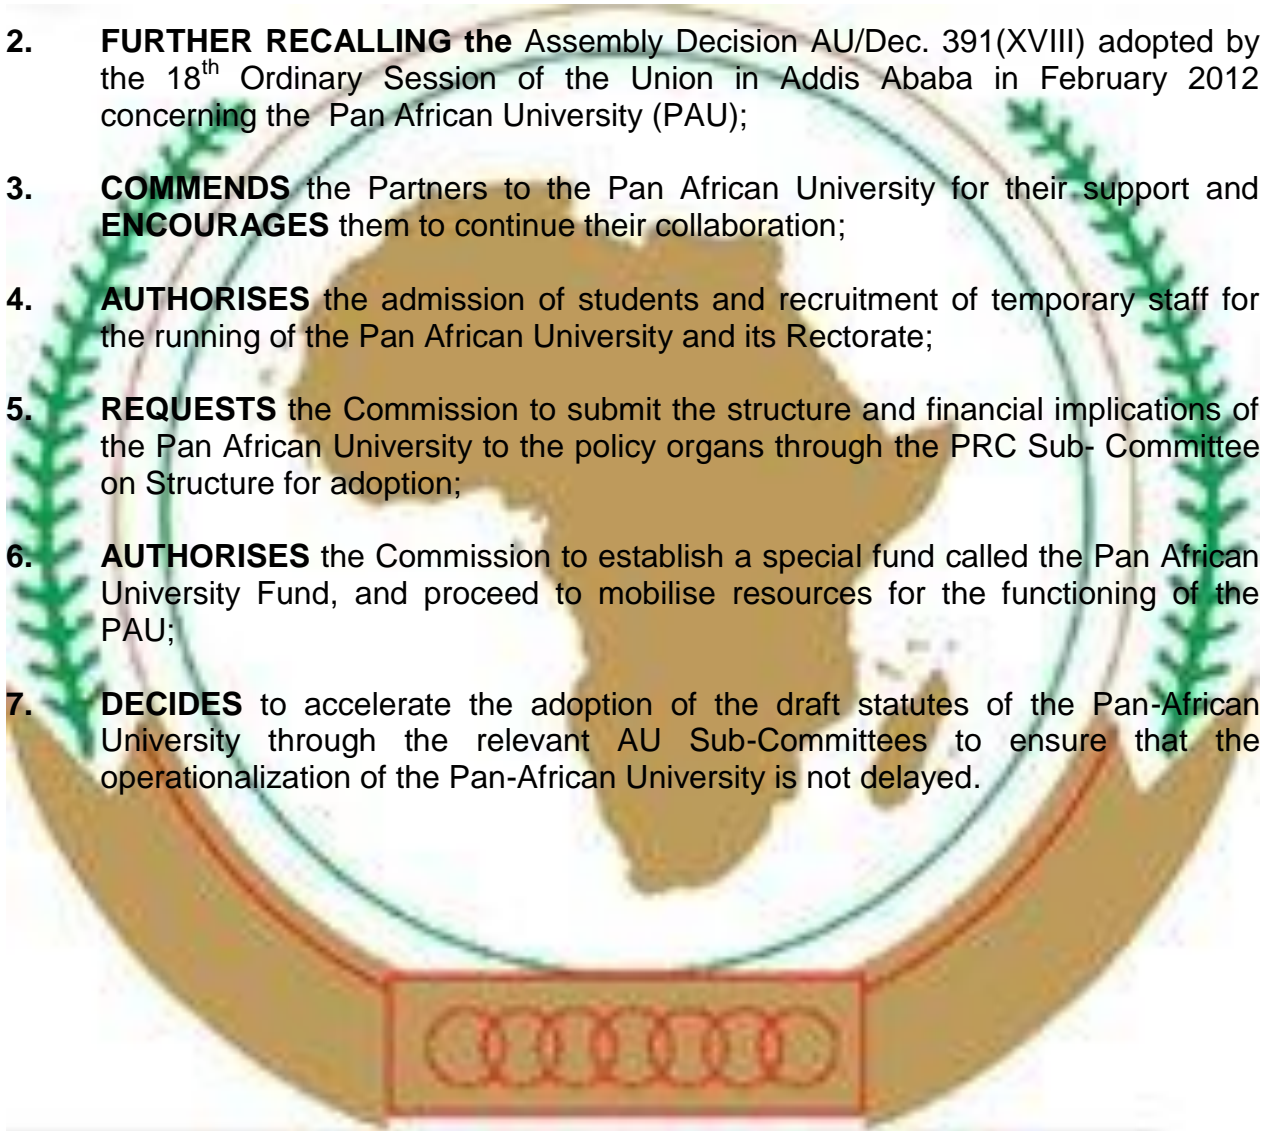 2. FURTHER RECALLING the Assembly Decision AU/Dec. 391(XVIII) adopted by
the 18th Ordinary Session of the Union in Addis Ababa in February 2012
concerning the Pan African University (PAU);
3. COMMENDS the Partners to the Pan African University for their support and
ENCOURAGES them to continue their collaboration;
4. AUTHORISES the admission of students and recruitment of temporary staff for
the running of the Pan African University and its Rectorate;
5. REQUESTS the Commission to submit the structure and financial implications of
the Pan African University to the policy organs through the PRC Sub- Committee
on Structure for adoption;
6. AUTHORISES the Commission to establish a special fund called the Pan African
University Fund, and proceed to mobilise resources for the functioning of the
PAU;
7. DECIDES to accelerate the adoption of the draft statutes of the Pan-African
University through the relevant AU Sub-Committees to ensure that the
operationalization of the Pan-African University is not delayed.